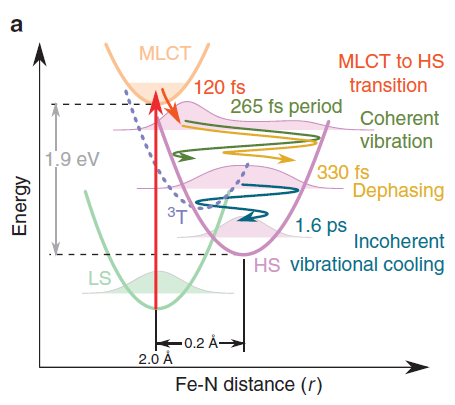 a
MLCT
MLCT to HS
transition
120 fs
265 fs period
Coherent
vibration
1.9 eV
330 fs
Dephasing
³T
1.6 ps
Incoherent
vibrational cooling
HS
LS
0.2 Å
2.0 Å
Energy
Fe-N distance (r)